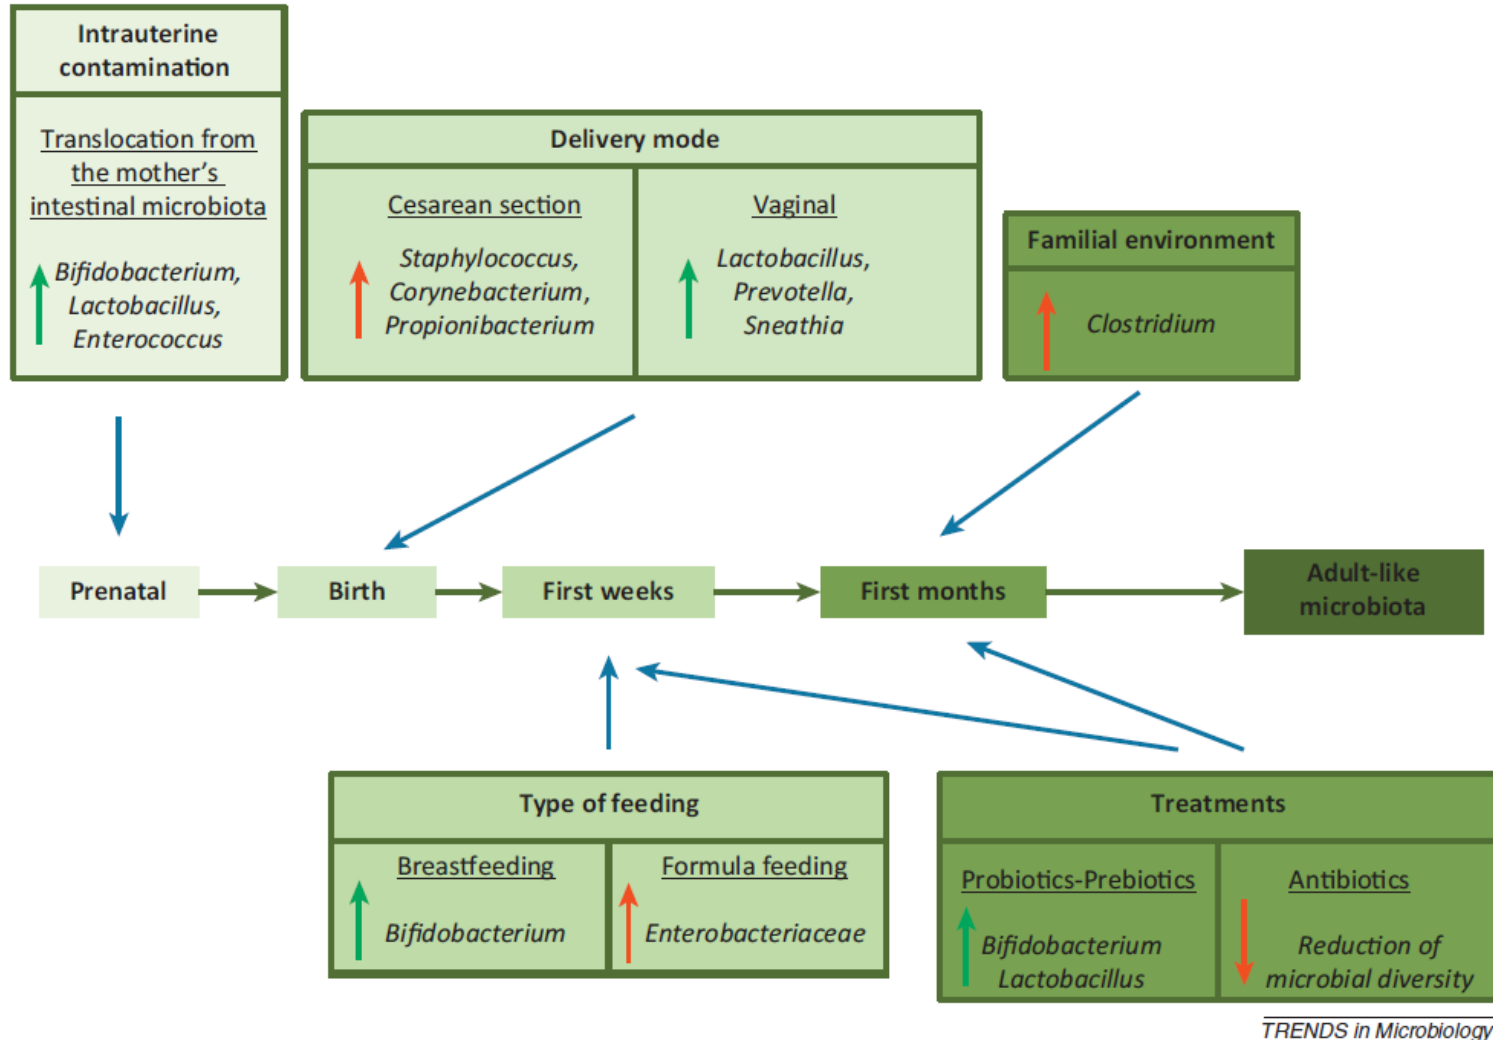 Intrauterine
contamination
Translocation from
the mother's
intestinal microbiota
Bifidobacterium,
Lactobacillus,
Enterococcus
Delivery mode
Cesarean section
Staphylococcus,
Corynebacterium,
Propionibacterium
Vaginal
Lactobacillus,
Prevotella,
Sneathia
Familial environment
Clostridium
Prenatal
Birth
First weeks
First months
Adult-like
microbiota
Type of feeding
Breastfeeding
Bifidobacterium
Formula feeding
Enterobacteriaceae
Treatments
Probiotics-Prebiotics
Bifidobacterium
Lactobacillus
Antibiotics
Reduction of
microbial diversity
TRENDS in Microbiology